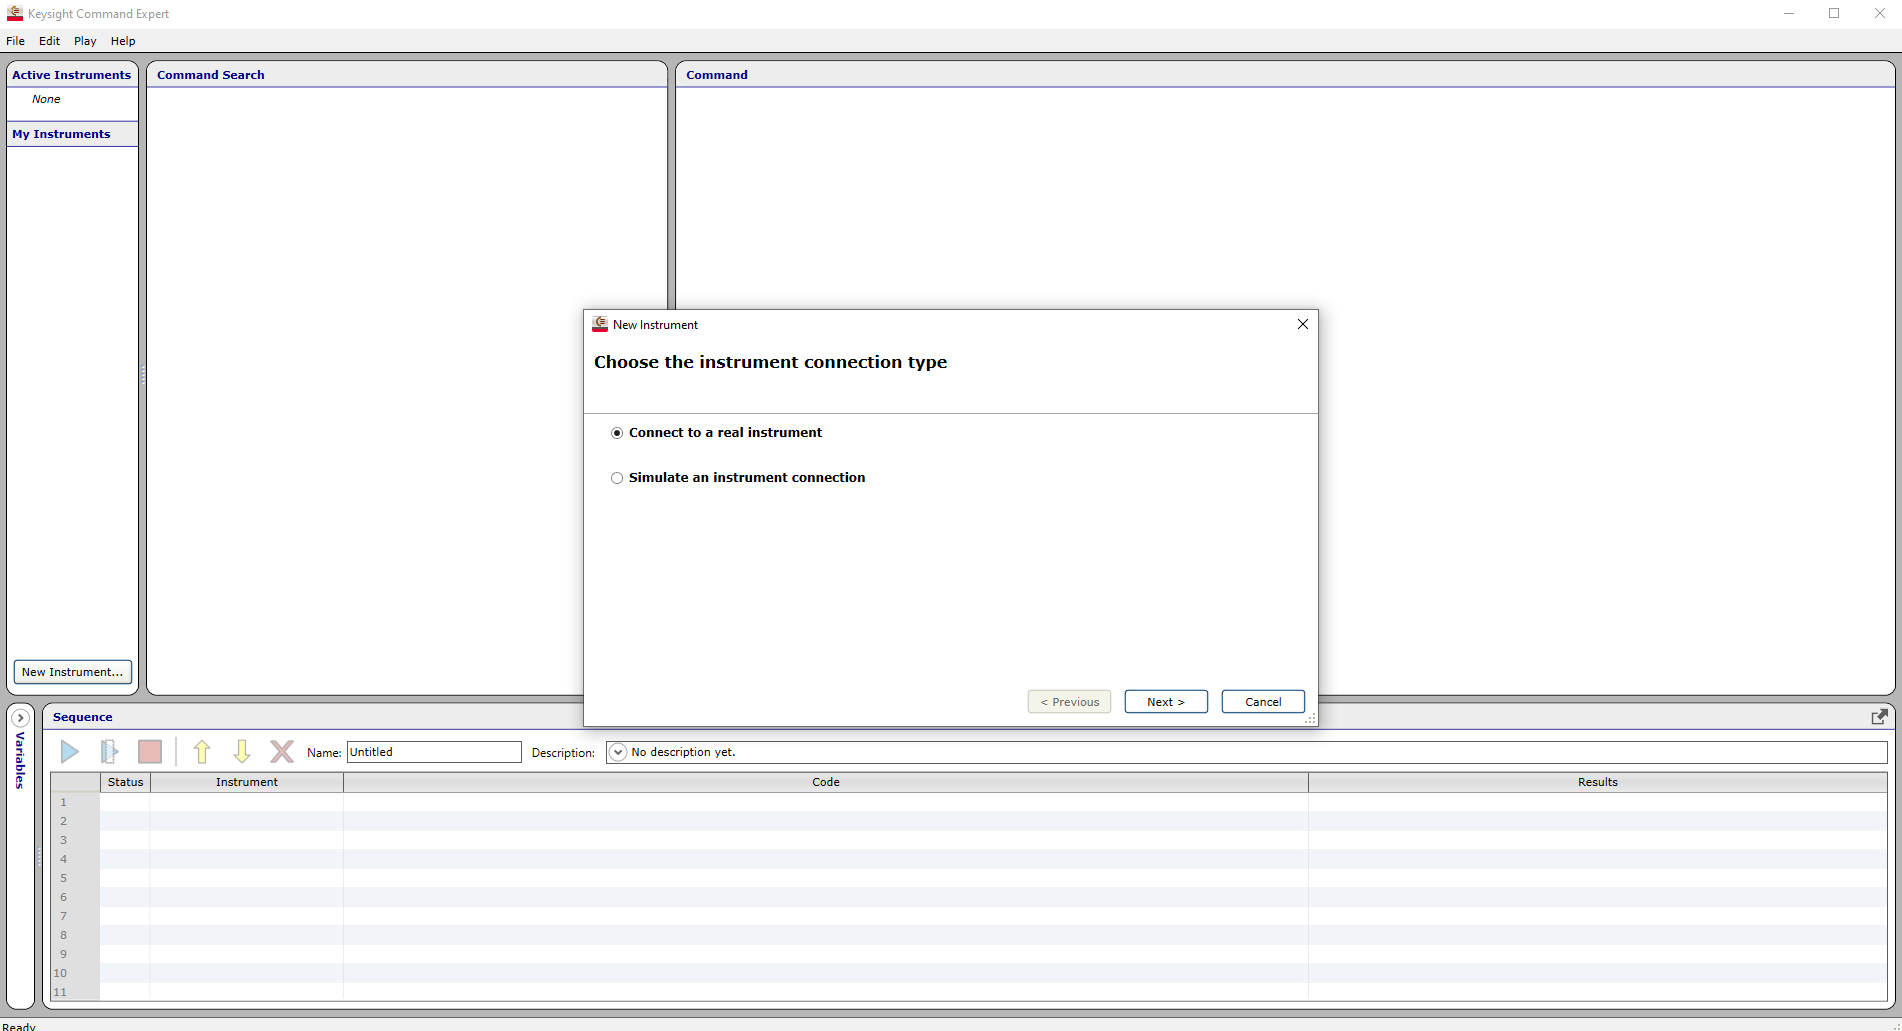 Keysight Command Expert
File Edit Play Help
Active Instruments
None
My Instruments
New Instrument...
Command Search
Command
New Instrument
Choose the instrument connection type
Connect to a real instrument
Simulate an instrument connection
< Previous Next > Cancel
Variables
Sequence
Name: Untitled Description: No description yet.
Status Instrument Code Results
1
2
3
4
5
6
7
8
9
10
11
Ready